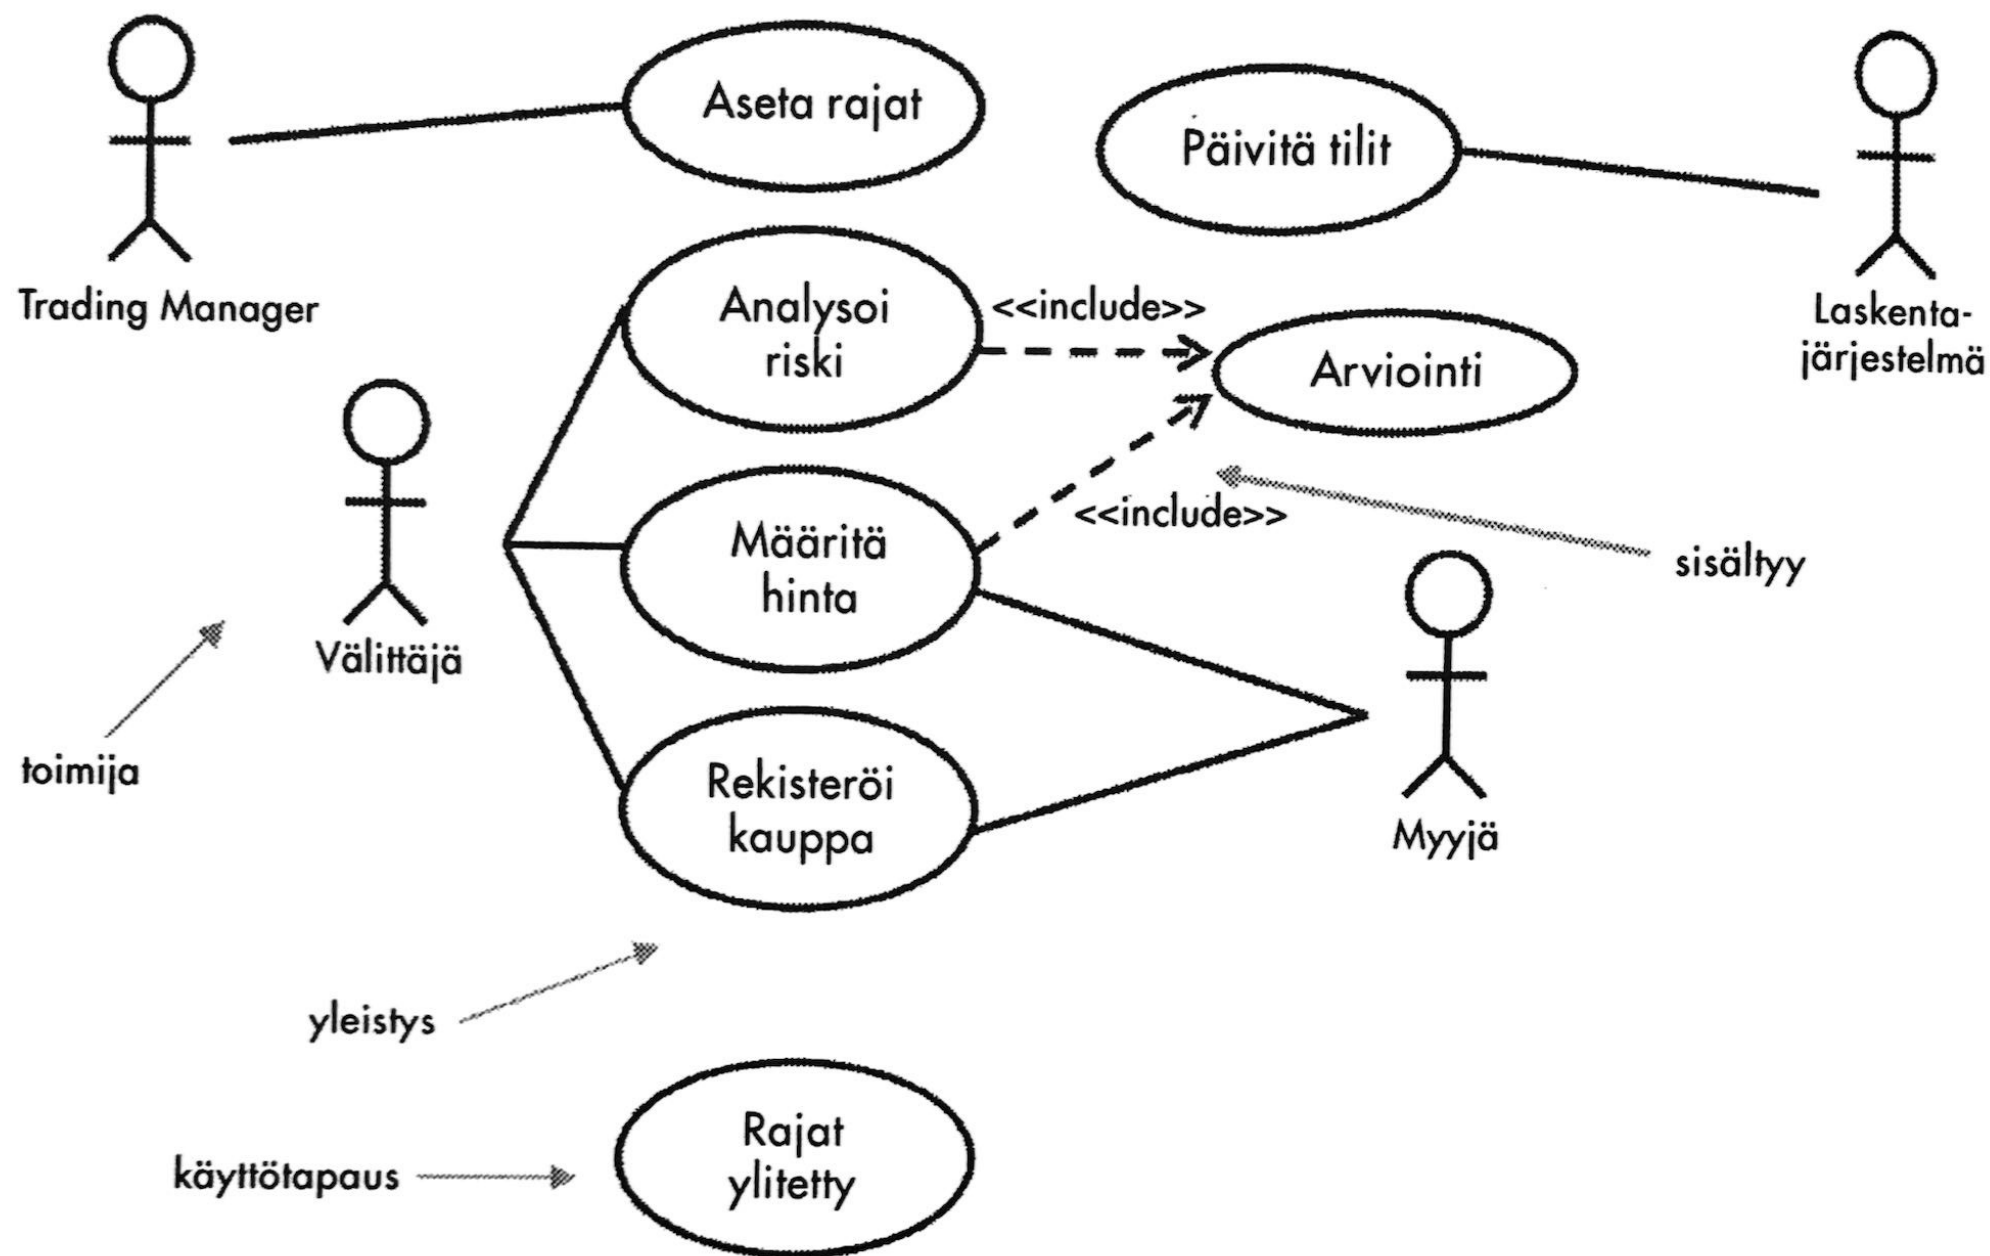 Aseta rajat
Päivitä tilit
Trading Manager
Laskenta-
järjestelmä
Analysoi
riski
<<include>>
Arviointi
Määritä
hinta
<<include>>
sisältyy
Välittäjä
toimija
Rekisteröi
kauppa
Myyjä
yleistys
Rajat
ylitetty
käyttötapaus